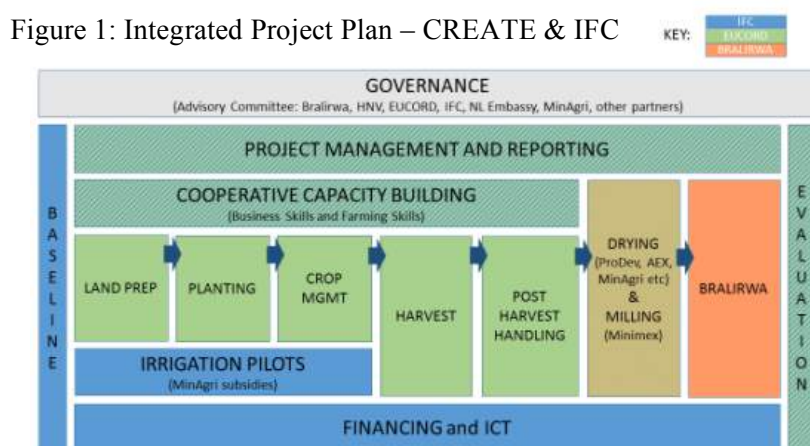 Figure 1: Integrated Project Plan – CREATE & IFC
KEY:
IFC
EUCORD
BRALIRWA
GOVERNANCE
(Advisory Committee: Bralirwa, HNV, EUCORD, IFC, NL Embassy, MinAgri, other partners)
BASELINE
PROJECT MANAGEMENT AND REPORTING
COOPERATIVE CAPACITY BUILDING
(Business Skills and Farming Skills)
LAND PREP
PLANTING
CROP
MGMT
HARVEST
POST
HARVEST
HANDLING
DRYING
(ProDev, AEX,
MinAgri etc)
&
MILLING
(Minimex)
BRALIRWA
IRRIGATION PILOTS
(MinAgri subsidies)
FINANCING and ICT
EVALUATION